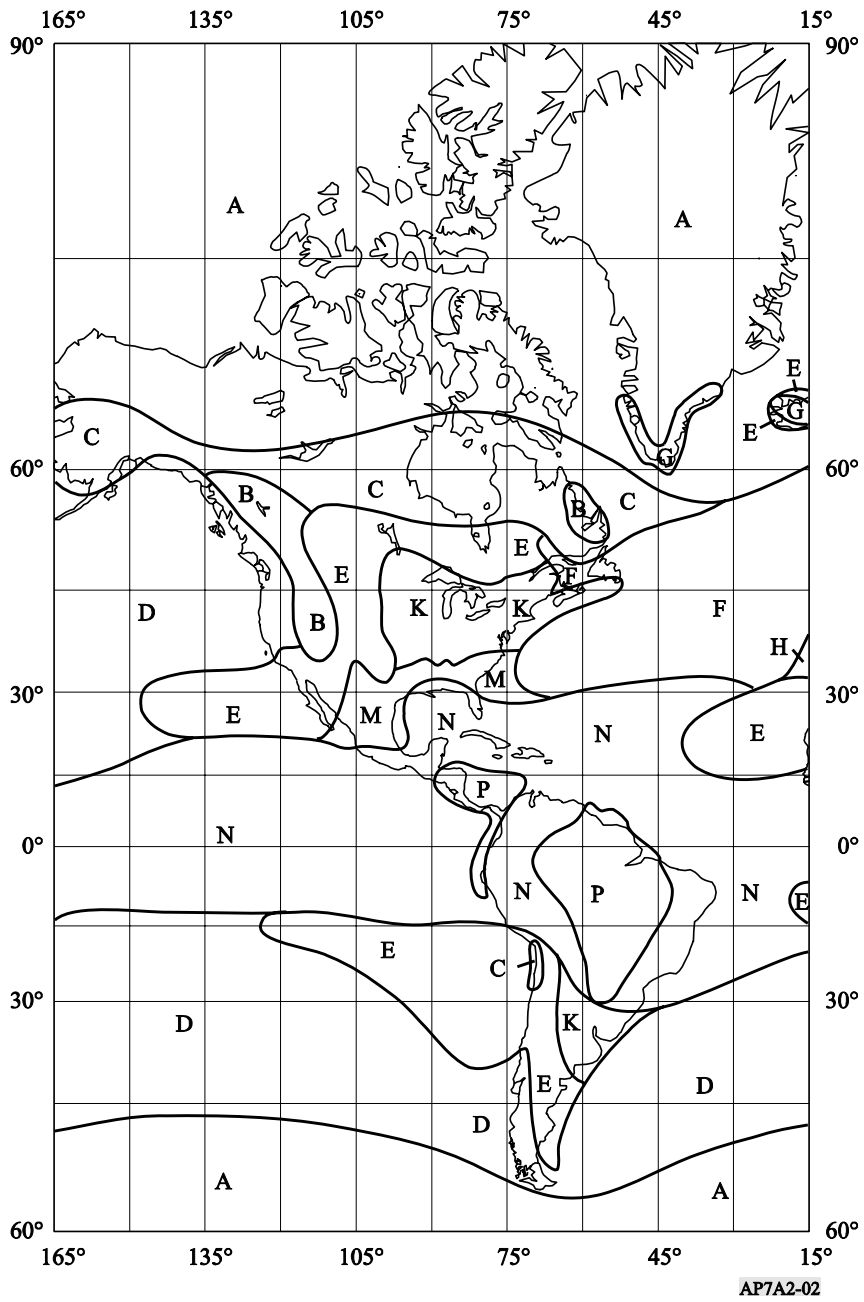 165° 135° 105° 75° 45° 15°
90° 90°
A
A
E
C G
E
G
60° 60°
B C C
B
E
E F
D K K F
B
H
M
30° 30°
E M N
N E
P
N
0° 0°
N P N E
E
C
30° 30°
D K
E D
D
A A
60° 60°
165° 135° 105° 75° 45° 15°
AP7A2-02